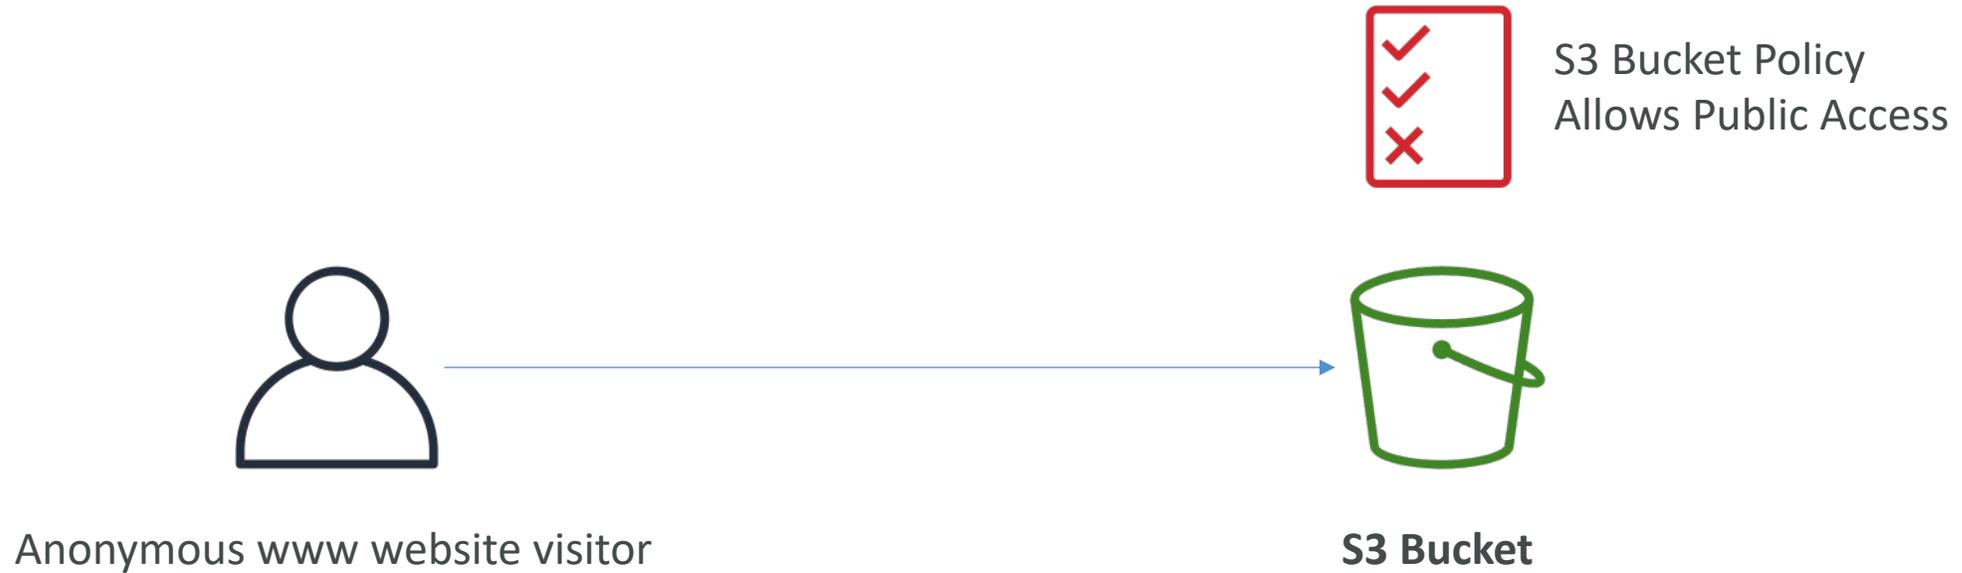 S3 Bucket Policy
Allows Public Access
Anonymous www website visitor
S3 Bucket